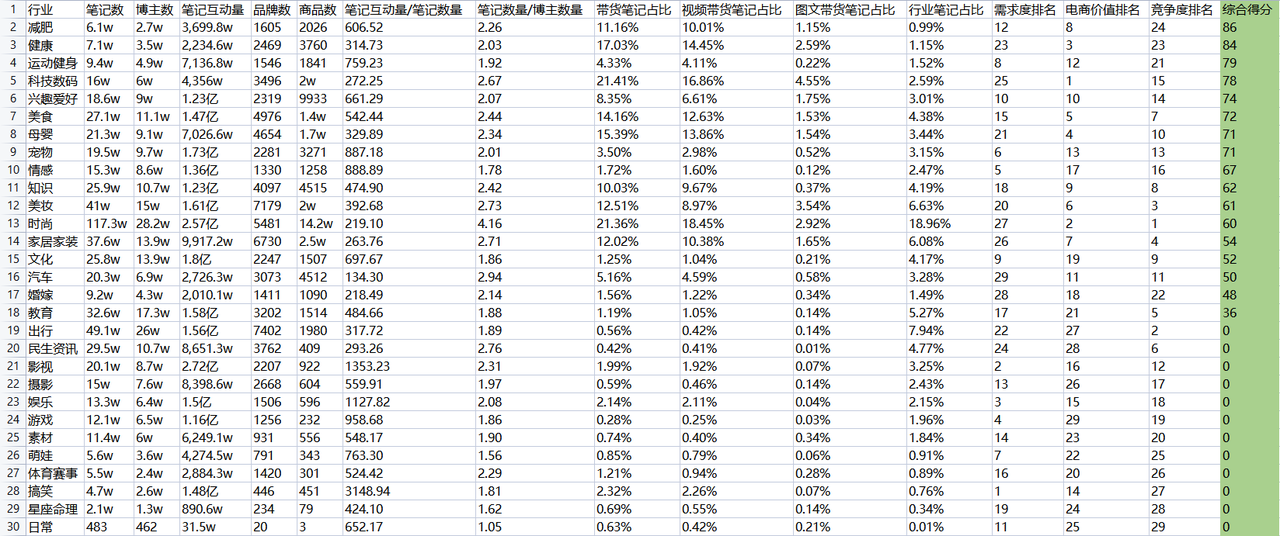 1 行业 笔记数 博主数 笔记互动量 品牌数 商品数 笔记互动量/笔记数量 笔记数量/博主数量 带货笔记占比 视频带货笔记占比 图文带货笔记占比 行业笔记占比 需求度排名 电商价值排名 竞争度排名 综合得分
2 减肥 6.1w 2.7w 3,699.8w 1605 2026 606.52 2.26 11.16% 10.01% 1.15% 0.99% 12 8 24 86
3 健康 7.1w 3.5w 2,234.6w 2469 3760 314.73 2.03 17.03% 14.45% 2.59% 1.15% 23 3 23 84
4 运动健身 9.4w 4.9w 7,136.8w 1546 1841 759.23 1.92 4.33% 4.11% 0.22% 1.52% 8 12 21 79
5 科技数码 16w 6w 4,356w 3496 2w 272.25 2.67 21.41% 16.86% 4.55% 2.59% 25 1 15 78
6 兴趣爱好 18.6w 9w 1.23亿 2319 9933 661.29 2.07 8.35% 6.61% 1.75% 3.01% 10 10 14 74
7 美食 27.1w 11.1w 1.47亿 4976 1.4w 542.44 2.44 14.16% 12.63% 1.53% 4.38% 15 5 7 72
8 母婴 21.3w 9.1w 7,026.6w 4654 1.7w 329.89 2.34 15.39% 13.86% 1.54% 3.44% 21 4 10 71
9 宠物 19.5w 9.7w 1.73亿 2281 3271 887.18 2.01 3.50% 2.98% 0.52% 3.15% 6 13 13 71
10 情感 15.3w 8.6w 1.36亿 1330 1258 888.89 1.78 1.72% 1.60% 0.12% 2.47% 5 17 16 67
11 知识 25.9w 10.7w 1.23亿 4097 4515 474.90 2.42 10.03% 9.67% 0.37% 4.19% 18 9 8 62
12 美妆 41w 15w 1.61亿 7179 2w 392.68 2.73 12.51% 8.97% 3.54% 6.63% 20 6 3 61
13 时尚 117.3w 28.2w 2.57亿 5481 14.2w 219.10 4.16 21.36% 18.45% 2.92% 18.96% 27 2 1 60
14 家居家装 37.6w 13.9w 9,917.2w 6730 2.5w 263.76 2.71 12.02% 10.38% 1.65% 6.08% 26 7 4 54
15 文化 25.8w 13.9w 1.8亿 2247 1507 697.67 1.86 1.25% 1.04% 0.21% 4.17% 9 19 9 52
16 汽车 20.3w 6.9w 2,726.3w 3073 4512 134.30 2.94 5.16% 4.59% 0.58% 3.28% 29 11 11 50
17 婚嫁 9.2w 4.3w 2,010.1w 1411 1090 218.49 2.14 1.56% 1.22% 0.34% 1.49% 28 18 22 48
18 教育 32.6w 17.3w 1.58亿 3202 1514 484.66 1.88 1.19% 1.05% 0.14% 5.27% 17 21 5 36
19 出行 49.1w 26w 1.56亿 7402 1980 317.72 1.89 0.56% 0.42% 0.14% 7.94% 22 27 2 0
20 民生资讯 29.5w 10.7w 8,651.3w 3762 409 293.26 2.76 0.42% 0.41% 0.01% 4.77% 24 28 6 0
21 影视 20.1w 8.7w 2.72亿 2207 922 1353.23 2.31 1.99% 1.92% 0.07% 3.25% 2 16 12 0
22 摄影 15w 7.6w 8,398.6w 2668 604 559.91 1.97 0.59% 0.46% 0.14% 2.43% 13 26 17 0
23 娱乐 13.3w 6.4w 1.5亿 1506 596 1127.82 2.08 2.14% 2.11% 0.04% 2.15% 3 15 18 0
24 游戏 12.1w 6.5w 1.16亿 1256 232 958.68 1.86 0.28% 0.25% 0.03% 1.96% 4 29 19 0
25 素材 11.4w 6w 6,249.1w 931 556 548.17 1.90 0.74% 0.40% 0.34% 1.84% 14 23 20 0
26 萌娃 5.6w 3.6w 4,274.5w 791 343 763.30 1.56 0.85% 0.79% 0.06% 0.91% 7 22 25 0
27 体育赛事 5.5w 2.4w 2,884.3w 1420 301 524.42 2.29 1.21% 0.94% 0.28% 0.89% 16 20 26 0
28 搞笑 4.7w 2.6w 1.48亿 446 451 3148.94 1.81 2.32% 2.26% 0.07% 0.76% 1 14 27 0
29 星座命理 2.1w 1.3w 890.6w 234 79 424.10 1.62 0.69% 0.55% 0.14% 0.34% 19 24 28 0
30 日常 483 462 31.5w 20 3 652.17 1.05 0.63% 0.42% 0.21% 0.01% 11 25 29 0